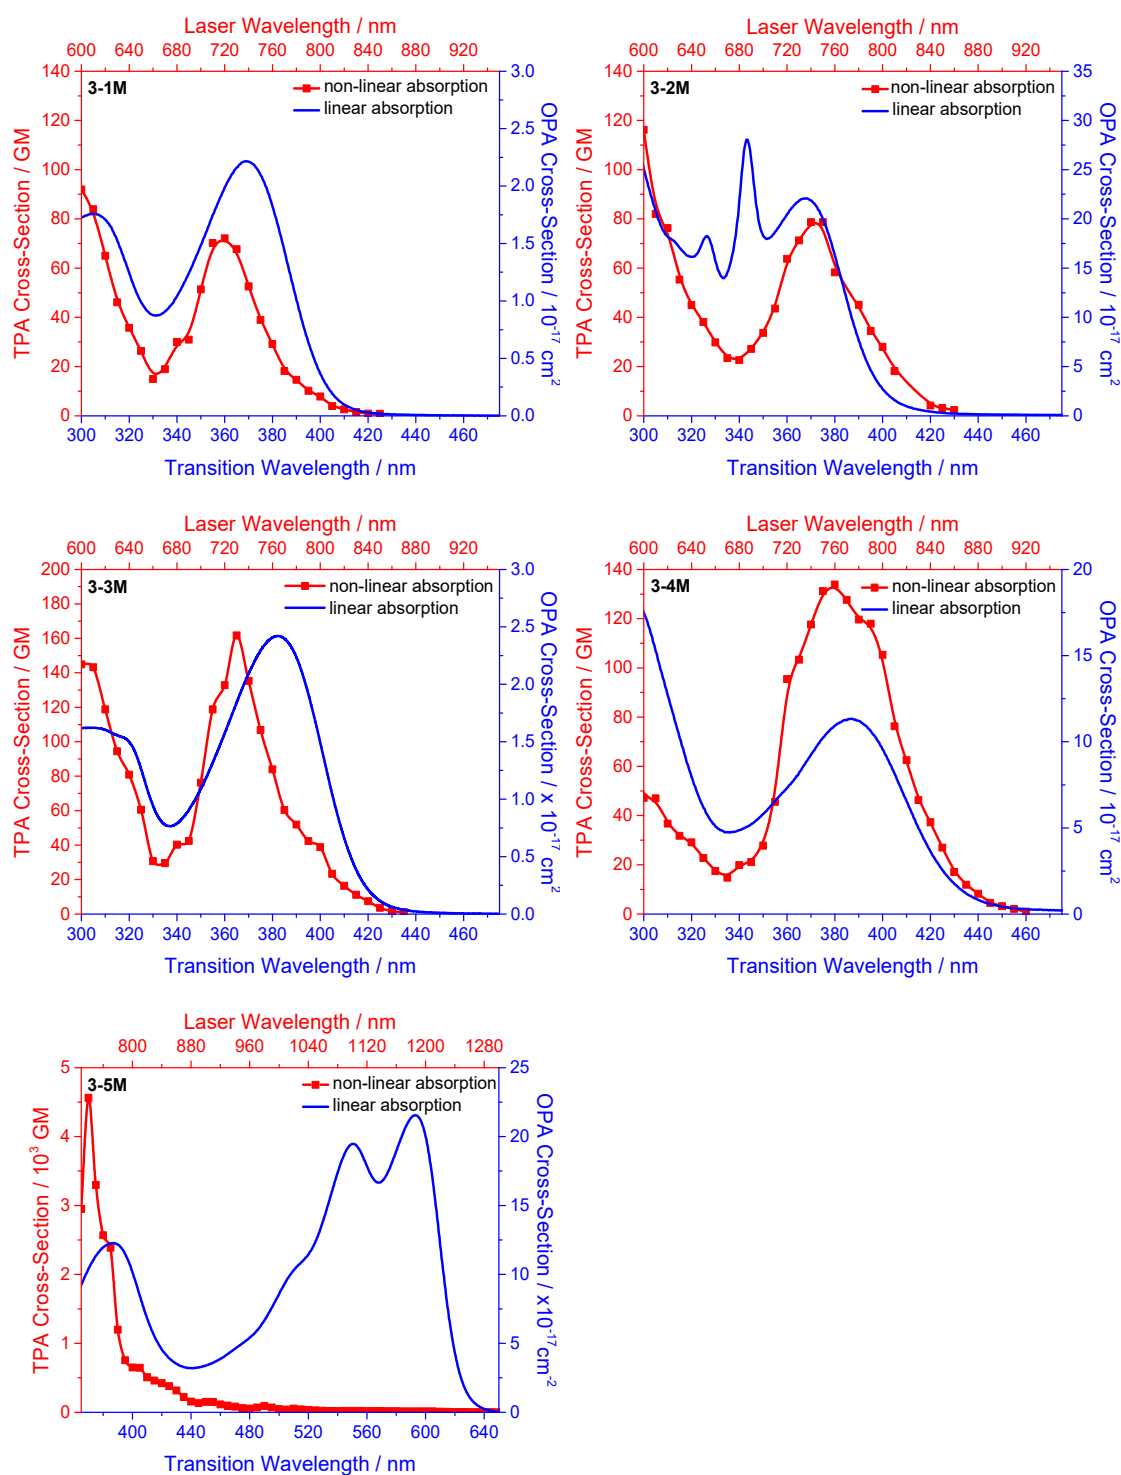 Laser Wavelength / nm
600 640 680 720 760 800 840 880 920
140 120 100 80 60 40 20 0
TPA Cross-Section / GM
3-1M
non-linear absorption
linear absorption
3.0 2.5 2.0 1.5 1.0 0.5 0.0
OPA Cross-Section / 10⁻¹⁷ cm²
300 320 340 360 380 400 420 440 460
Transition Wavelength / nm
Laser Wavelength / nm
600 640 680 720 760 800 840 880 920
140 120 100 80 60 40 20 0
TPA Cross-Section / GM
3-2M
non-linear absorption
linear absorption
35 30 25 20 15 10 5 0
OPA Cross-Section / 10⁻¹⁷ cm²
300 320 340 360 380 400 420 440 460
Transition Wavelength / nm
Laser Wavelength / nm
600 640 680 720 760 800 840 880 920
200 180 160 140 120 100 80 60 40 20 0
TPA Cross-Section / GM
3-3M
non-linear absorption
linear absorption
3.0 2.5 2.0 1.5 1.0 0.5 0.0
OPA Cross-Section / x 10⁻¹⁷ cm²
300 320 340 360 380 400 420 440 460
Transition Wavelength / nm
Laser Wavelength / nm
600 640 680 720 760 800 840 880 920
140 120 100 80 60 40 20 0
TPA Cross-Section / GM
3-4M
non-linear absorption
linear absorption
20 15 10 5 0
OPA Cross-Section / 10⁻¹⁷ cm²
300 320 340 360 380 400 420 440 460
Transition Wavelength / nm
Laser Wavelength / nm
800 880 960 1040 1120 1200 1280
5 4 3 2 1 0
TPA Cross-Section / 10³ GM
3-5M
non-linear absorption
linear absorption
25 20 15 10 5 0
OPA Cross-Section / x10⁻¹⁷cm⁻²
400 440 480 520 560 600 640
Transition Wavelength / nm